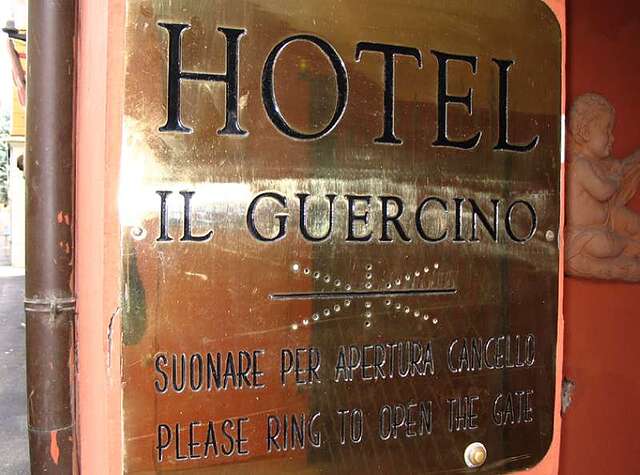 HOTEL
IL GUERCINO
SUONARE PER APERTURA CANCELLO
PLEASE RING TO OPEN THE GATE